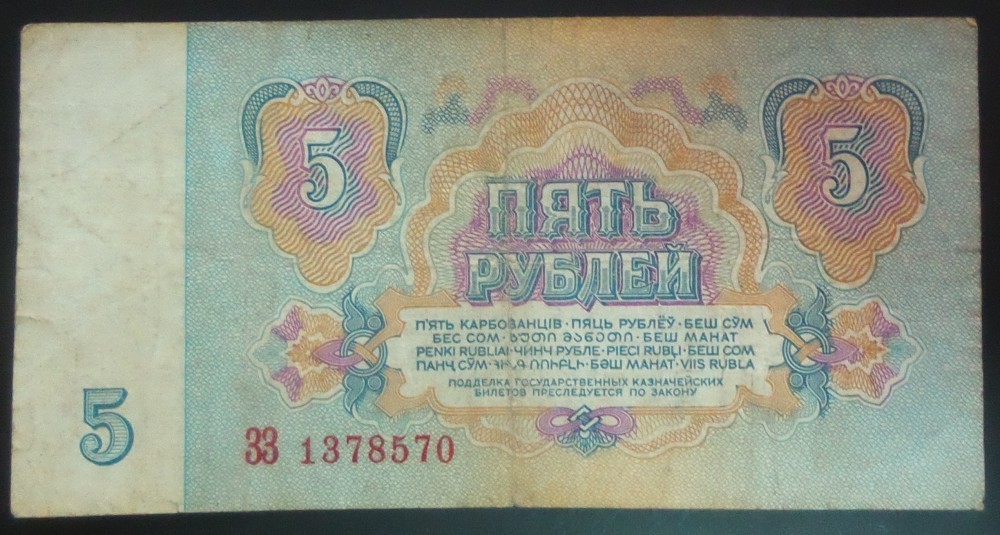 5
5
ПЯТЬ
РУБЛЕЙ
П'ЯТЬ КАРБОВАНЦІВ · ПЯЦЬ РУБЛЁЎ · БЕШ СЎМ
БЕС СОМ · ᲮᲣᲗᲘ ᲛᲐᲜᲔᲗᲘ · БЕШ МАНАТ
PENKI RUBLIAI · ЧИНЧ РУБЛЕ · PIECI RUBĻI · БЕШ СОМ
ПАНҶ СӮМ · ՀԻՆԳ ՌՈՒԲԼԻ · БӘШ МАНАТ · VIIS RUBLA
ПОДДЕЛКА ГОСУДАРСТВЕННЫХ КАЗНАЧЕЙСКИХ
БИЛЕТОВ ПРЕСЛЕДУЕТСЯ ПО ЗАКОНУ
5
ЗЗ 1378570